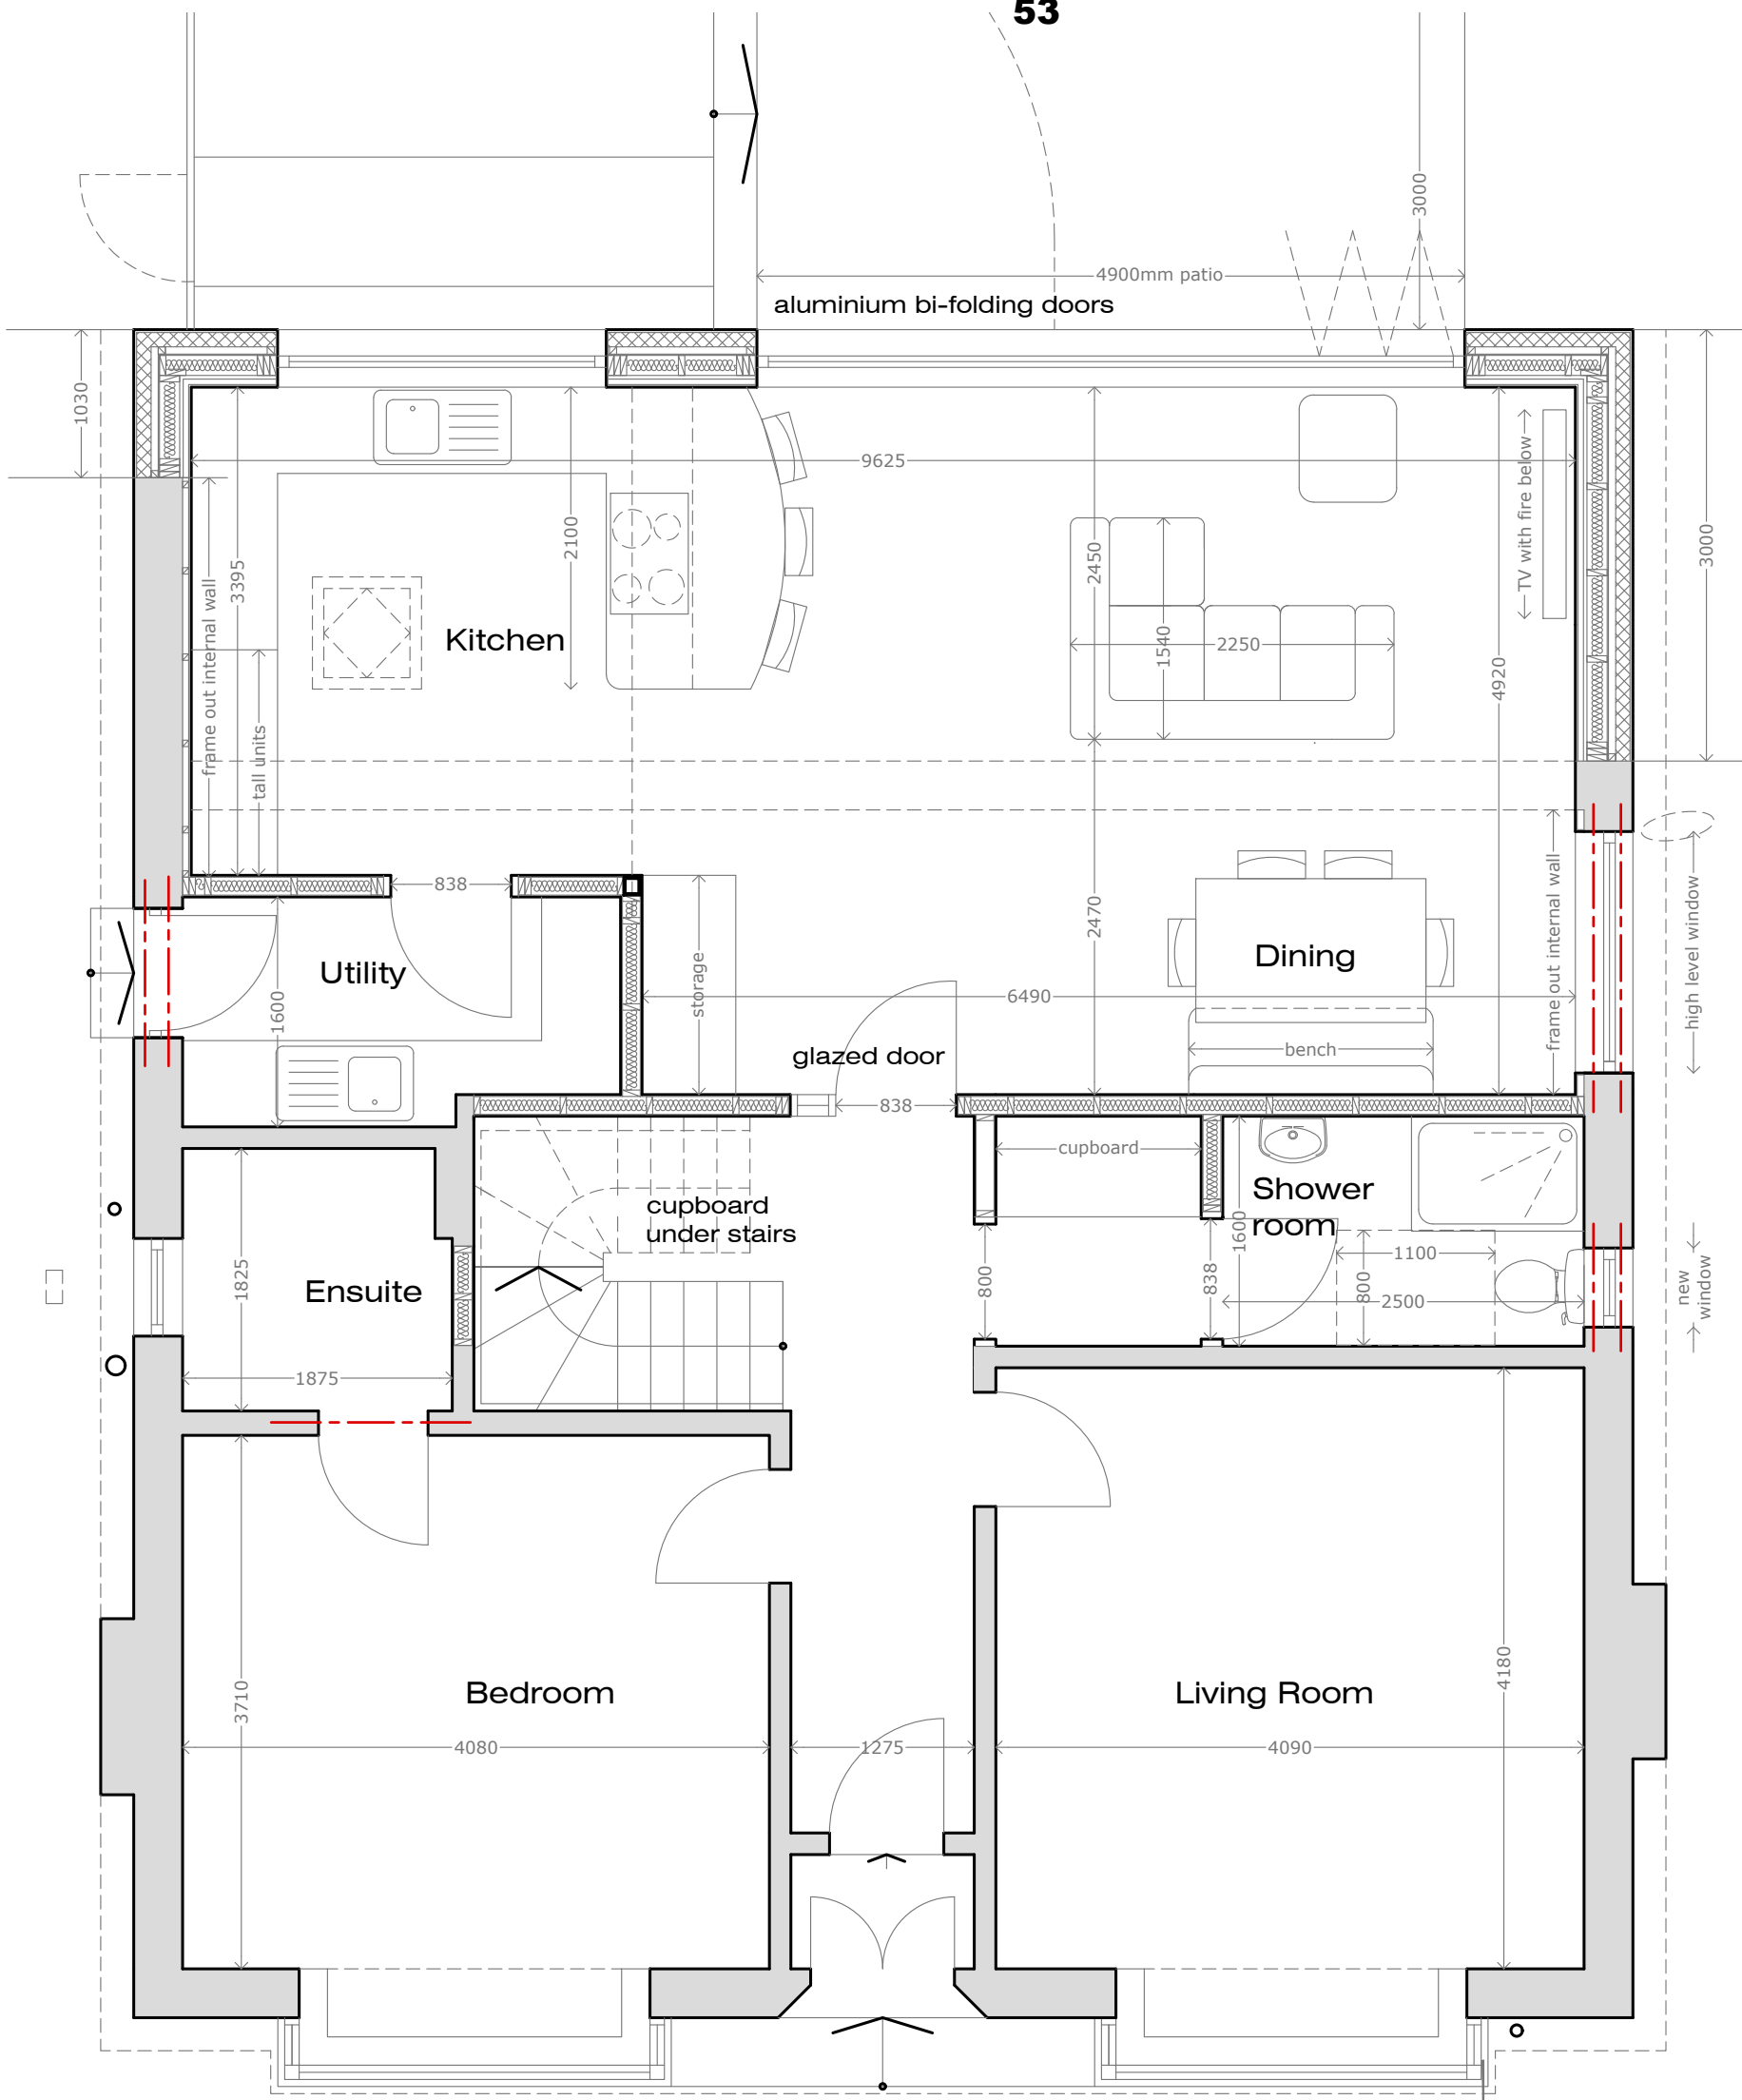 53
3000
4900mm patio
aluminium bi-folding doors
1030
9625
3395
2100
2450
TV with fire below
3000
frame out internal wall
Kitchen
1540
2250
4920
tall units
838
storage
2470
Dining
frame out internal wall
high level window
Utility
1600
6490
glazed door
bench
838
cupboard
Shower
room
1600
cupboard
under stairs
1825
Ensuite
800
838
1100
800
2500
new
window
1875
3710
Bedroom
Living Room
4180
4080
1275
4090